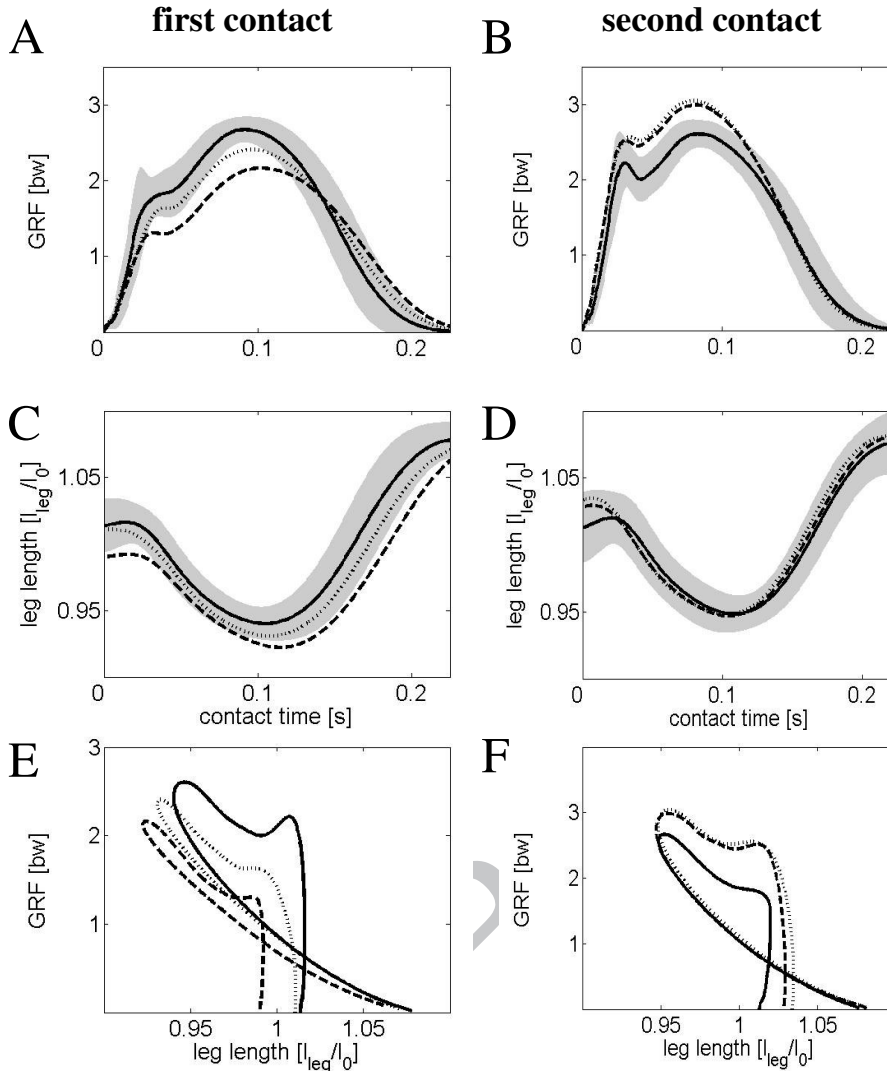 first contact
second contact
A
B
3
2
1
GRF [bw]
0
0.1
0.2
3
2
1
GRF [bw]
0
0.1
0.2
C
D
1.05
0.95
leg length [l_leg/l_0]
0
0.1
0.2
contact time [s]
1.05
0.95
leg length [l_leg/l_0]
0
0.1
0.2
contact time [s]
E
F
3
2
1
GRF [bw]
0.95
1
1.05
leg length [l_leg/l_0]
3
2
1
GRF [bw]
0.95
1
1.05
leg length [l_leg/l_0]